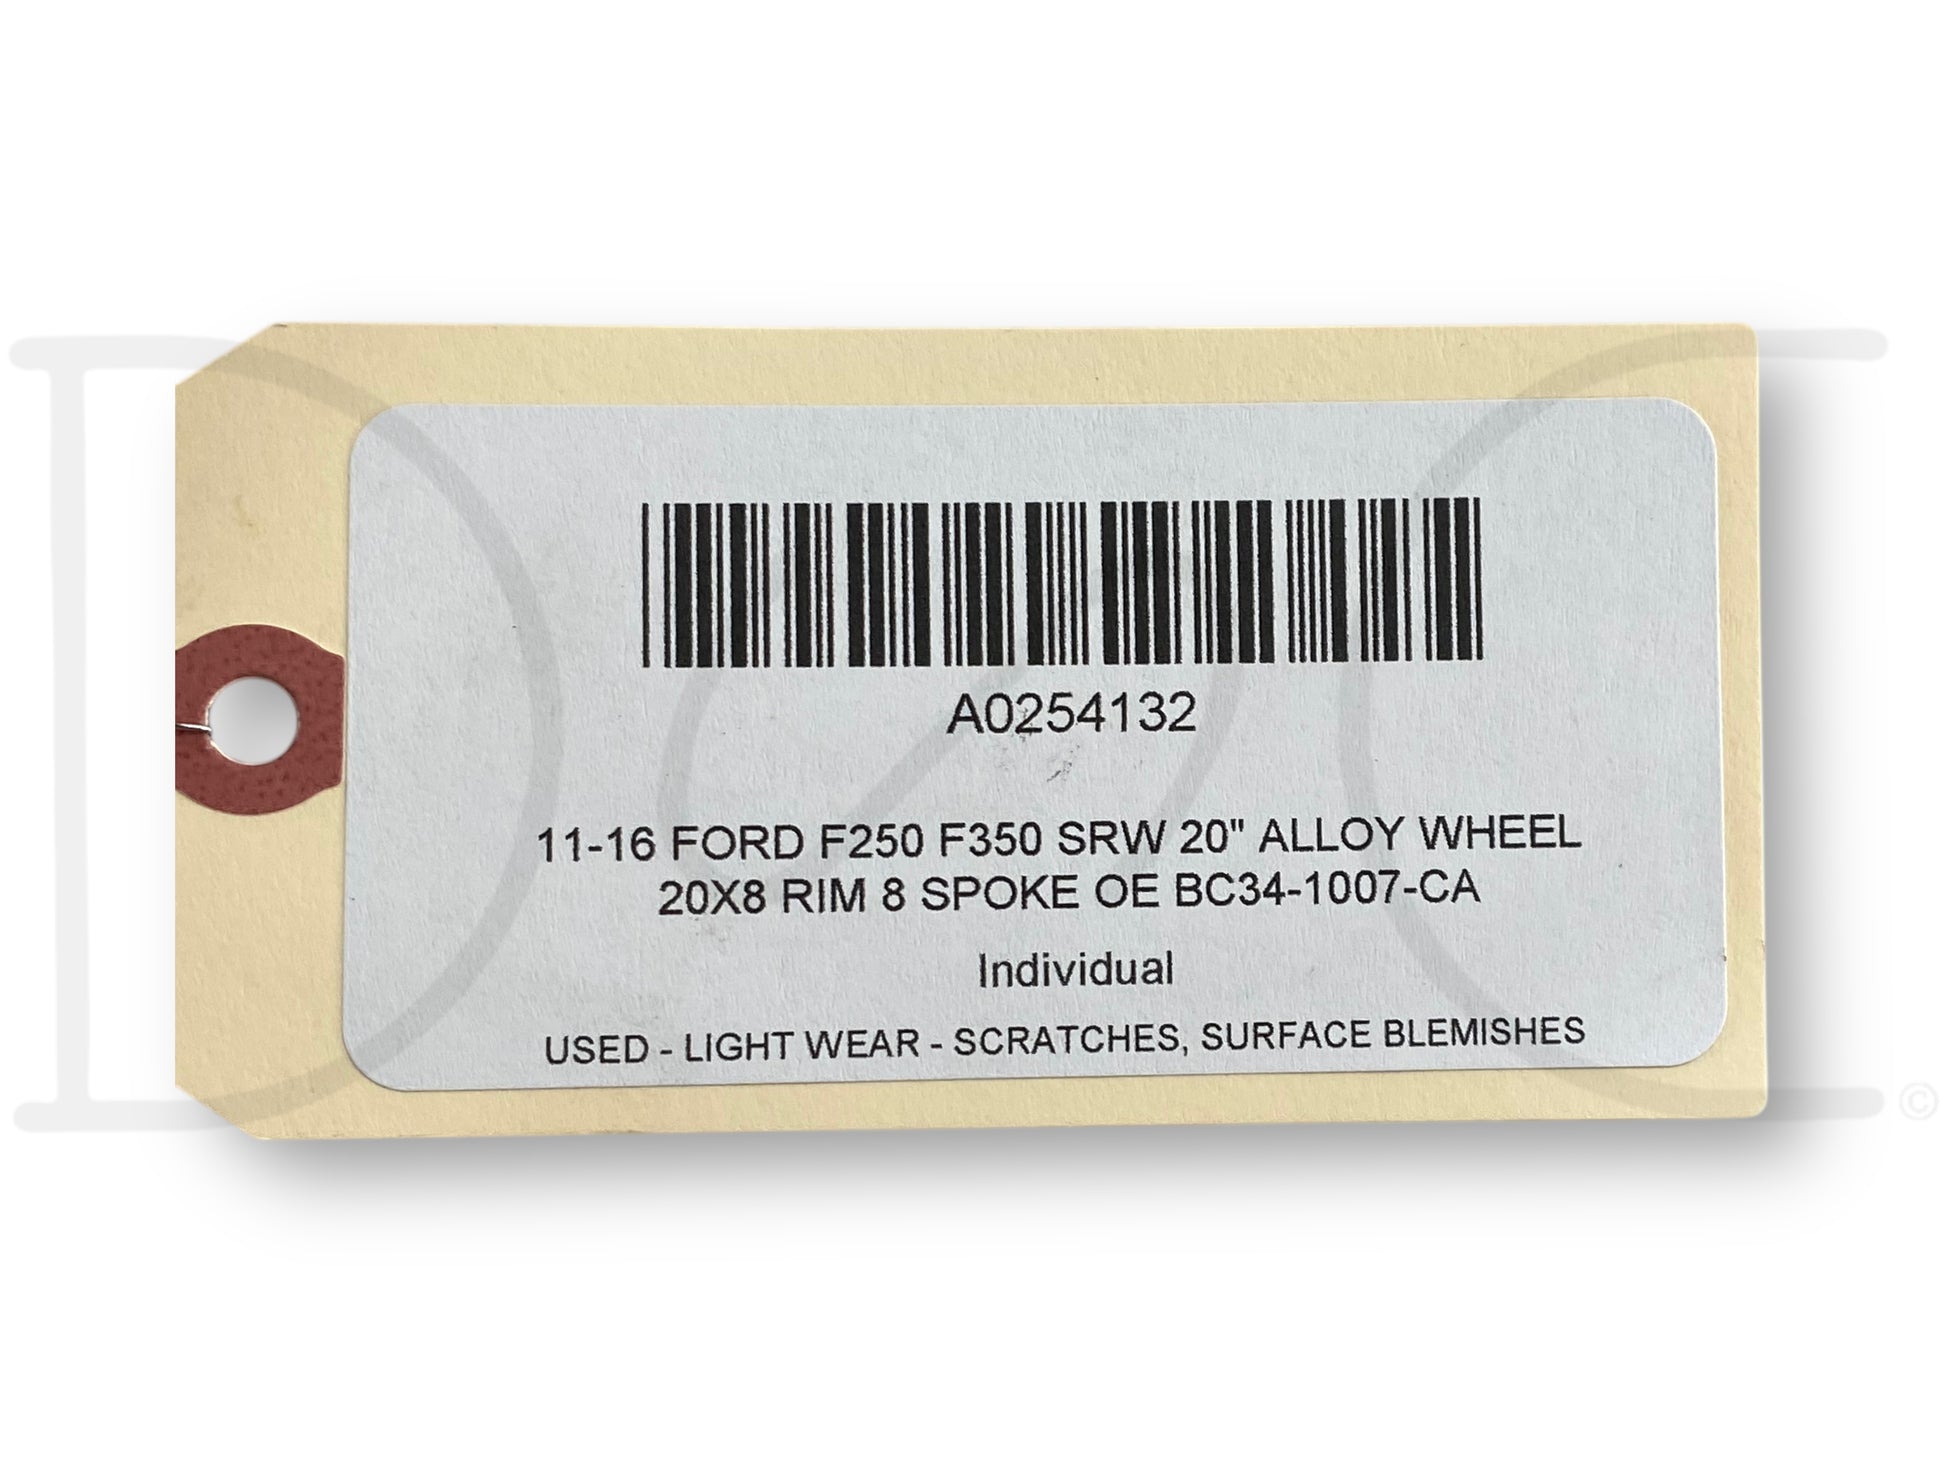 A0254132
11-16 FORD F250 F350 SRW 20" ALLOY WHEEL
20X8 RIM 8 SPOKE OE BC34-1007-CA
Individual
USED - LIGHT WEAR - SCRATCHES, SURFACE BLEMISHES
©